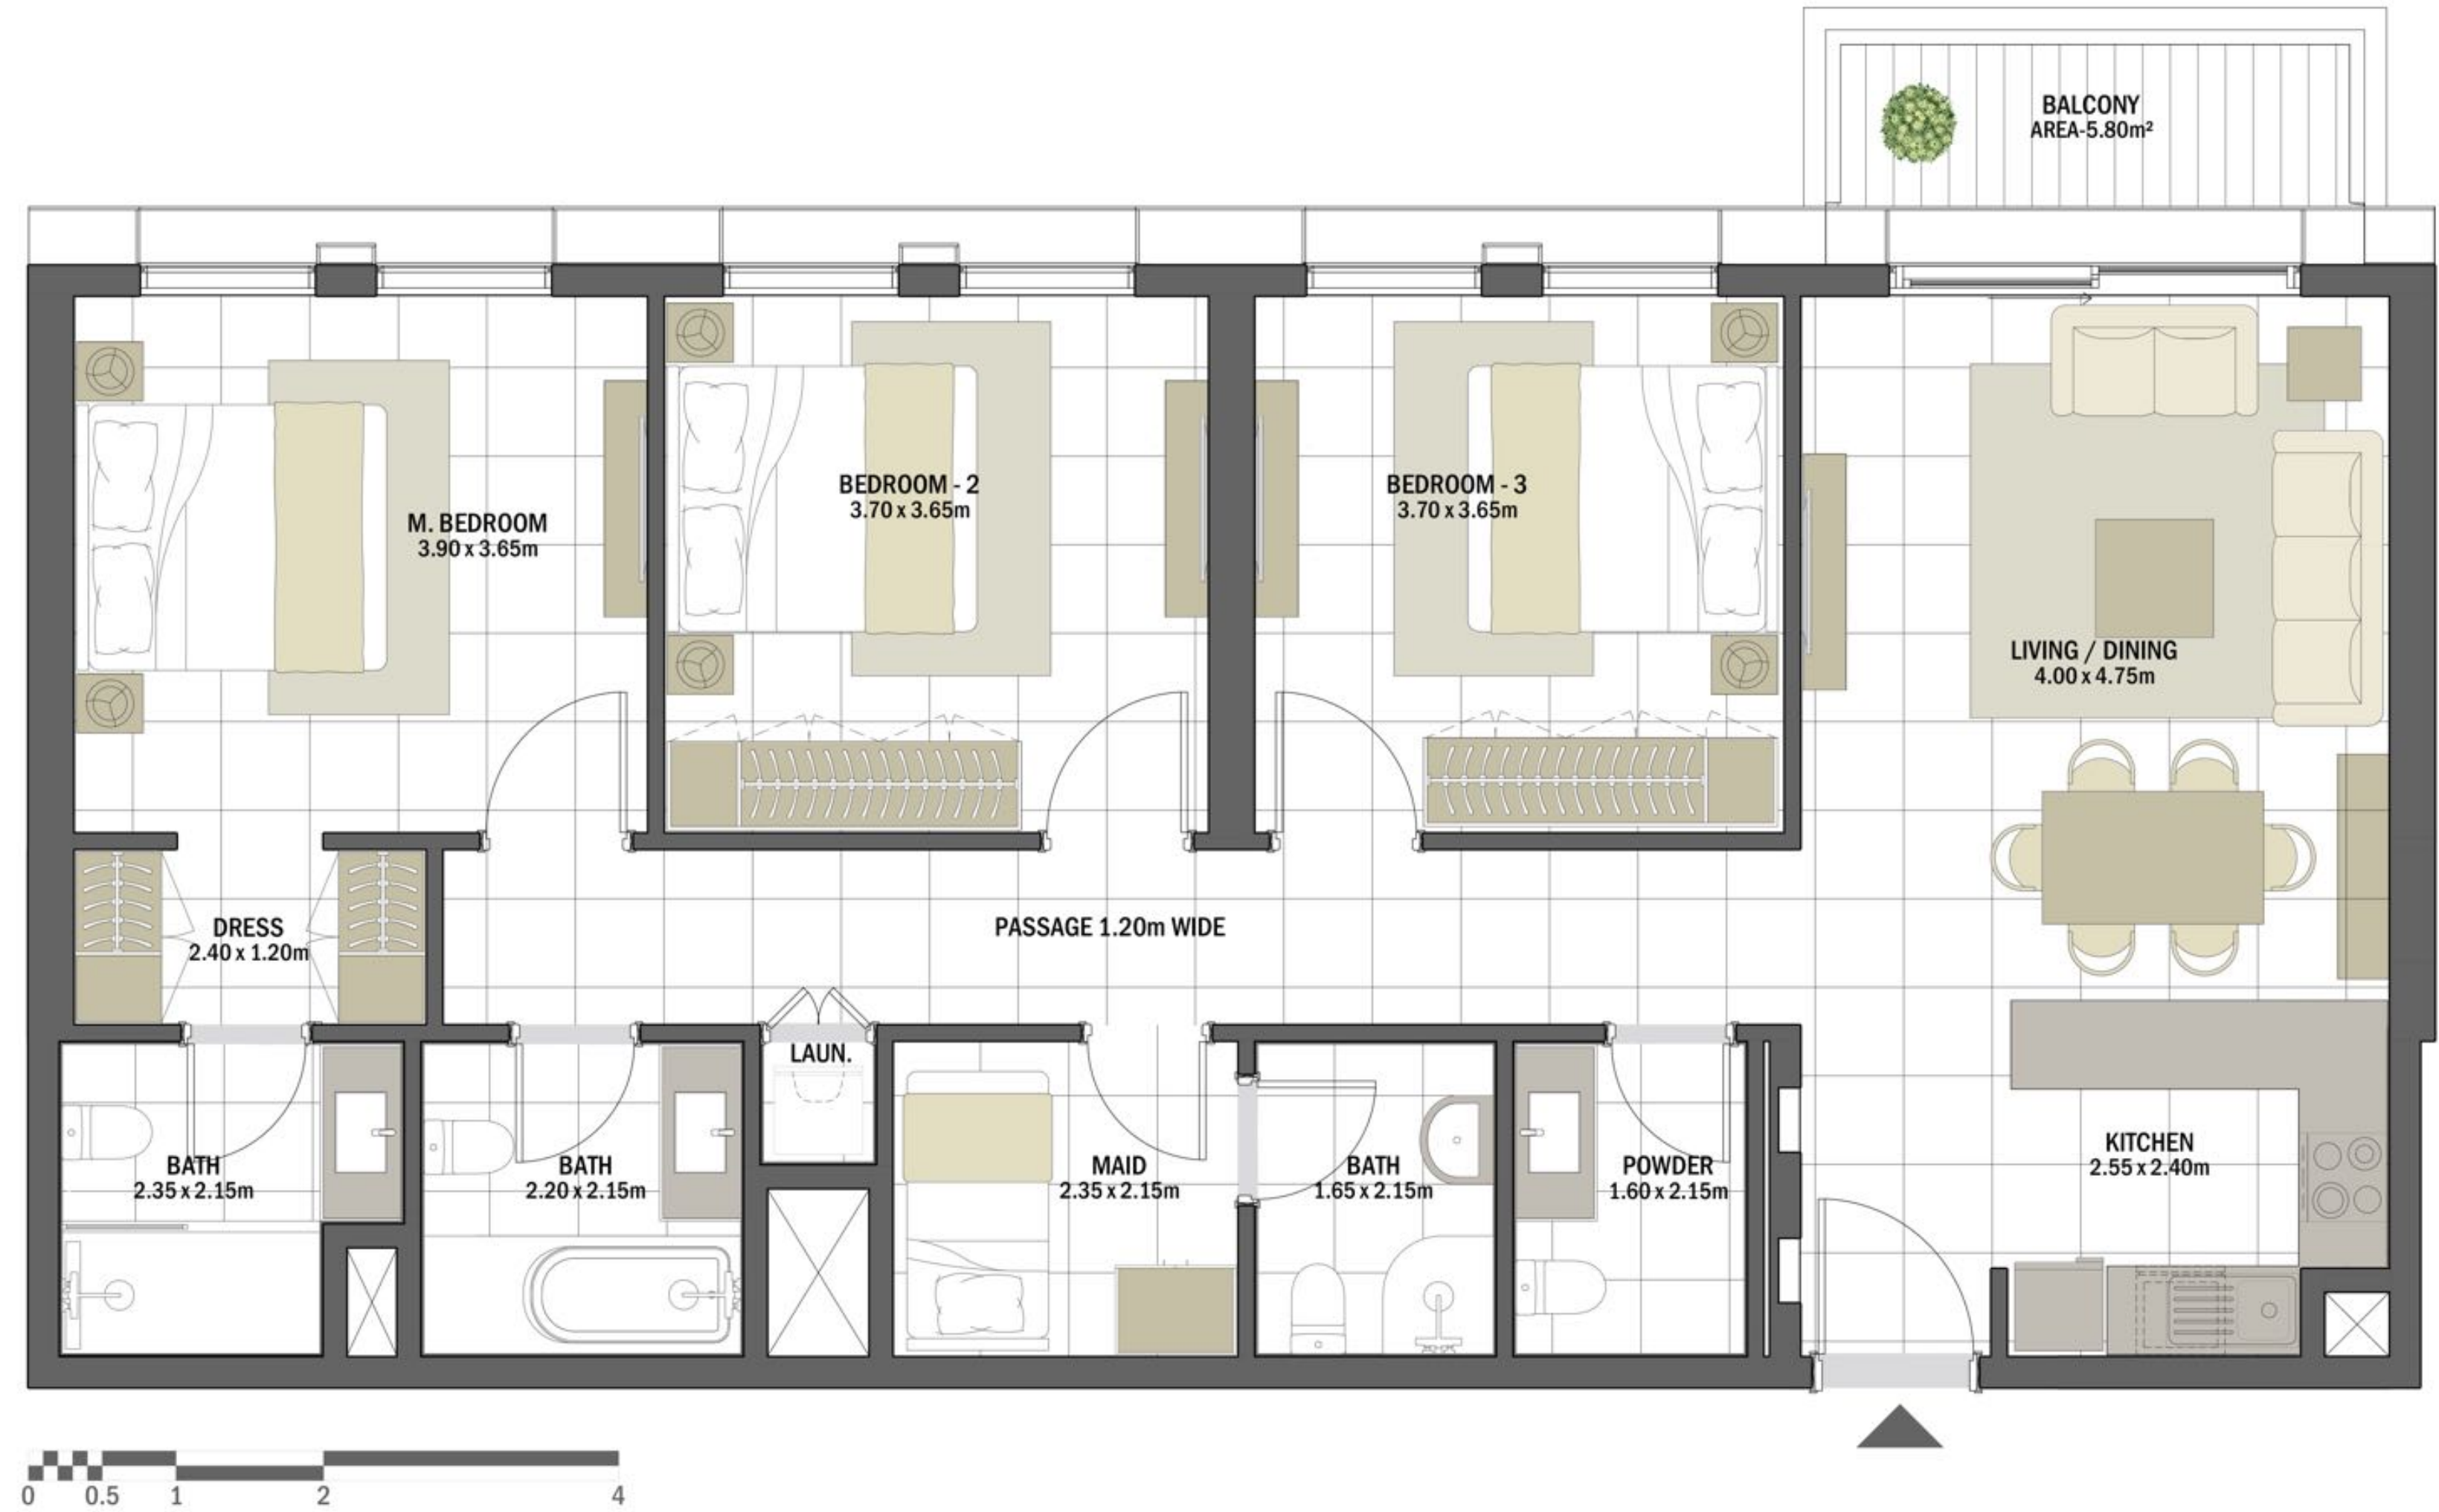 BALCONY
AREA-5.80m²
M. BEDROOM
3.90 x 3.65m
BEDROOM - 2
3.70 x 3.65m
BEDROOM - 3
3.70 x 3.65m
LIVING / DINING
4.00 x 4.75m
DRESS
2.40 x 1.20m
PASSAGE 1.20m WIDE
LAUN.
BATH
2.35 x 2.15m
BATH
2.20 x 2.15m
MAID
2.35 x 2.15m
BATH
1.65 x 2.15m
POWDER
1.60 x 2.15m
KITCHEN
2.55 x 2.40m
0 0.5 1 2 4